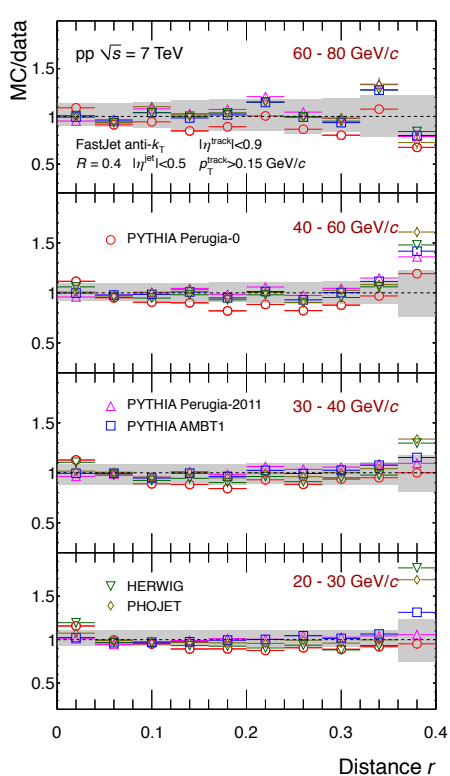 MC/data
pp √s = 7 TeV
60 - 80 GeV/c
1.5
1
FastJet anti-kT |ηtrack|<0.9
0.5
R = 0.4 |ηjet|<0.5 pTtrack>0.15 GeV/c
PYTHIA Perugia-0
40 - 60 GeV/c
1.5
1
0.5
30 - 40 GeV/c
PYTHIA Perugia-2011
PYTHIA AMBT1
1.5
1
0.5
20 - 30 GeV/c
HERWIG
PHOJET
1.5
1
0.5
0 0.1 0.2 0.3 0.4
Distance r